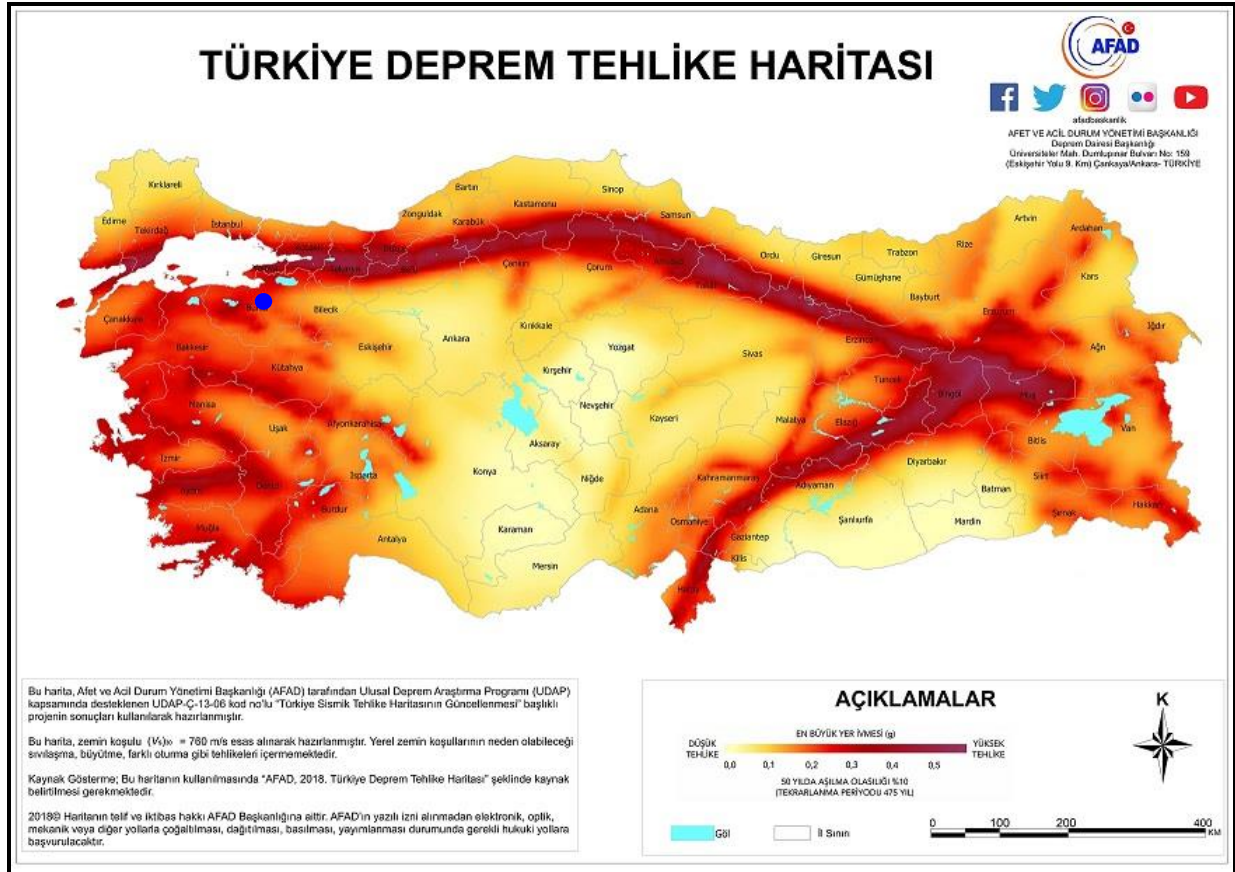 TÜRKİYE DEPREM TEHLİKE HARİTASI
AFAD
afadbaskanlik
AFET VE ACİL DURUM YÖNETİMİ BAŞKANLIĞI
Deprem Dairesi Başkanlığı
Üniversiteler Mah. Dumlupınar Bulvarı No: 159
(Eskişehir Yolu 9. Km) Çankaya/Ankara- TÜRKİYE
Kırklareli
Edirne
Tekirdağ
İstanbul
Zonguldak
Bartın
Karabük
Kastamonu
Sinop
Samsun
Ordu
Giresun
Trabzon
Rize
Artvin
Ardahan
Gümüşhane
Bayburt
Kars
Iğdır
Çanakkale
Bilecik
Eskişehir
Ankara
Çankırı
Çorum
Kırıkkale
Yozgat
Sivas
Tokat
Erzincan
Erzurum
Ağrı
Balıkesir
Kütahya
Kırşehir
Nevşehir
Kayseri
Malatya
Elazığ
Tunceli
Bingöl
Muş
Bitlis
Van
Manisa
Uşak
Afyonkarahisar
Aksaray
Konya
Niğde
Kahramanmaraş
Adıyaman
Diyarbakır
Batman
Siirt
Şırnak
Hakkari
İzmir
Denizli
Isparta
Burdur
Muğla
Antalya
Karaman
Mersin
Adana
Osmaniye
Gaziantep
Kilis
Şanlıurfa
Mardin
Hatay
Bu harita, Afet ve Acil Durum Yönetimi Başkanlığı (AFAD) tarafından Ulusal Deprem Araştırma Programı (UDAP)
kapsamında desteklenen UDAP-Ç-13-06 kod no'lu "Türkiye Sismik Tehlike Haritasının Güncellenmesi" başlıklı
projenin sonuçları kullanılarak hazırlanmıştır.
Bu harita, zemin koşulu (Vs)30 = 760 m/s esas alınarak hazırlanmıştır. Yerel zemin koşullarının neden olabileceği
sıvılaşma, büyütme, farklı oturma gibi tehlikeleri içermemektedir.
Kaynak Gösterme; Bu haritanın kullanılmasında "AFAD, 2018. Türkiye Deprem Tehlike Haritası" şeklinde kaynak
belirtilmesi gerekmektedir.
2018© Haritanın telif ve iktibas hakkı AFAD Başkanlığına aittir. AFAD'ın yazılı izni alınmadan elektronik, optik,
mekanik veya diğer yollarla çoğaltılması, dağıtılması, basılması, yayımlanması durumunda gerekli hukuki yollara
başvurulacaktır.
AÇIKLAMALAR
EN BÜYÜK YER İVMESİ (g)
DÜŞÜK TEHLİKE
YÜKSEK TEHLİKE
0,0 0,1 0,2 0,3 0,4 0,5
50 YILDA AŞILMA OLASILIĞI %10
(TEKRARLANMA PERİYODU 475 YIL)
Göl
İl Sınırı
K
0 100 200 400
KM